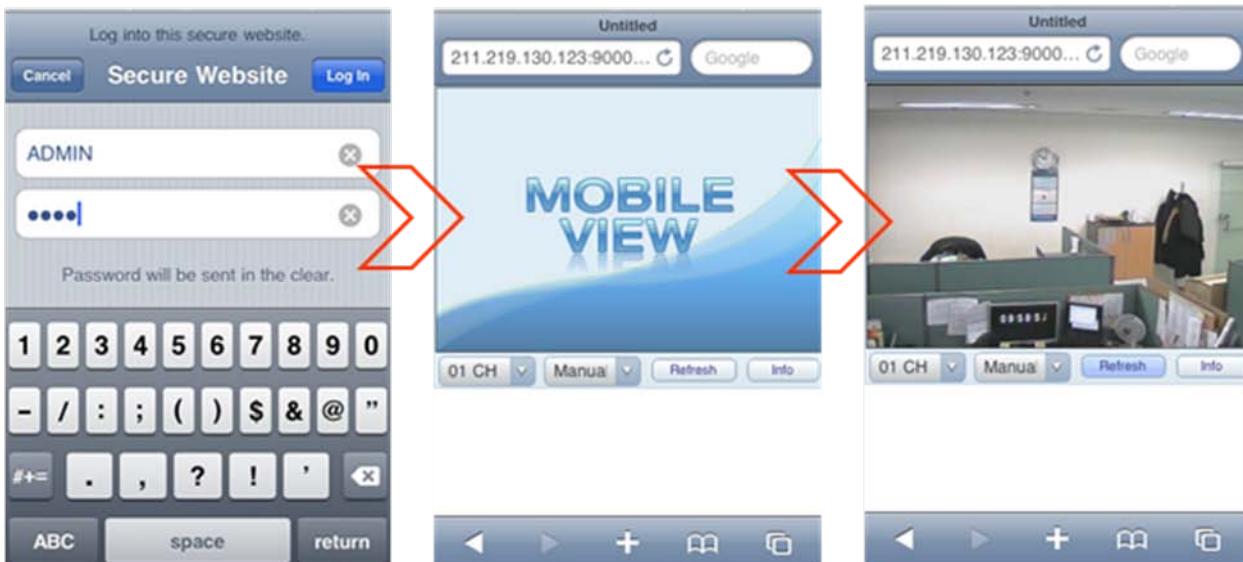 Log into this secure website.
Cancel
Secure Website
Log In
ADMIN
Password will be sent in the clear.
1 2 3 4 5 6 7 8 9 0
- / : ; ( ) $ & @ "
#+= . , ? ! '
ABC
space
return
Untitled
211.219.130.123:9000...
Google
MOBILE
VIEW
01 CH
Manual
Refresh
Info
Untitled
211.219.130.123:9000...
Google
01 CH
Manual
Refresh
Info